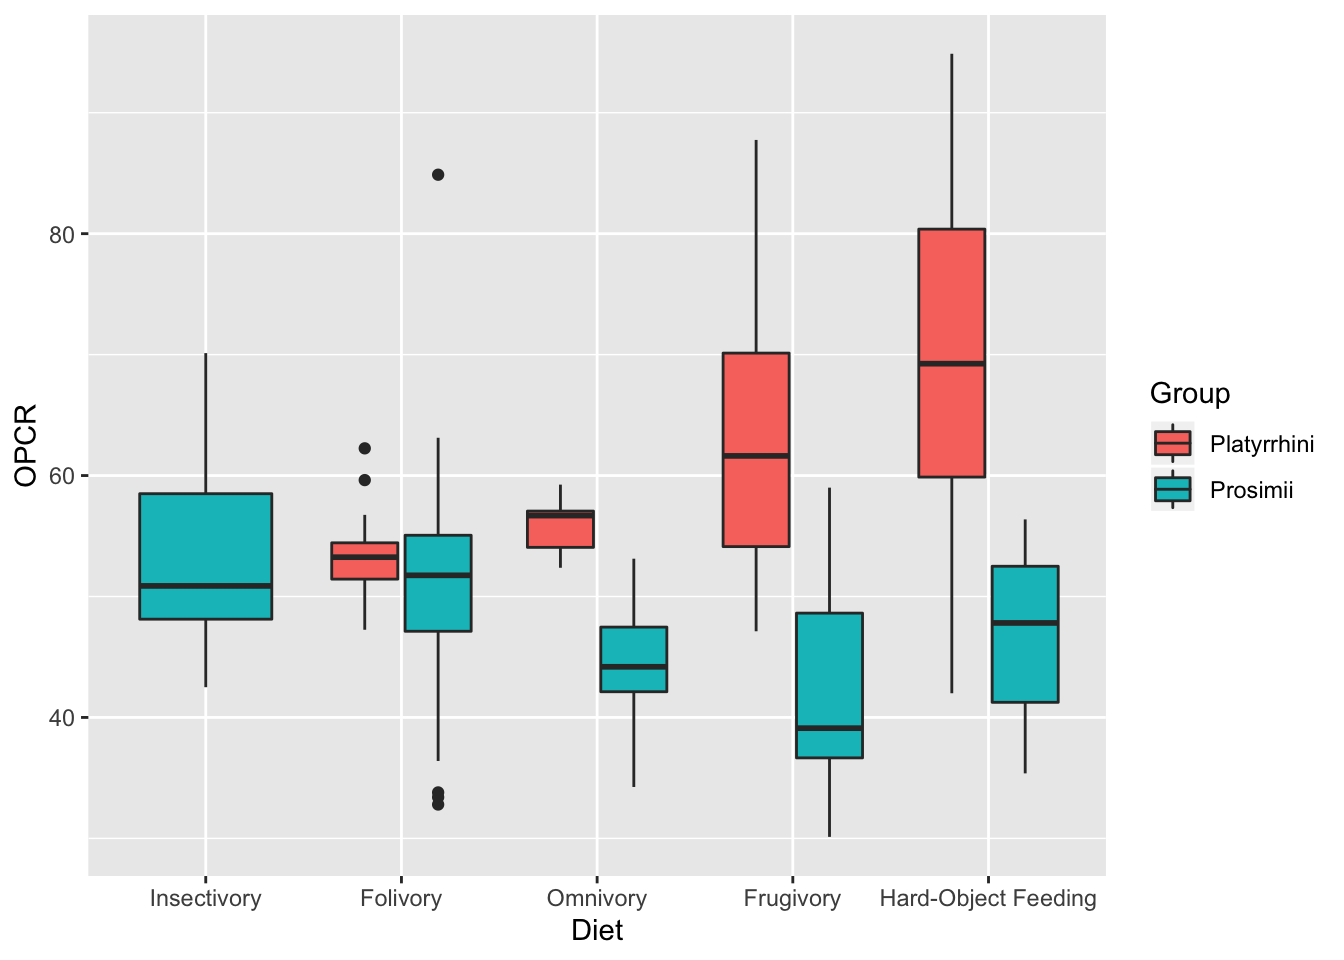 OPCR
80
60
40
Insectivory
Folivory
Omnivory
Frugivory
Hard-Object Feeding
Diet
Group
Platyrrhini
Prosimii